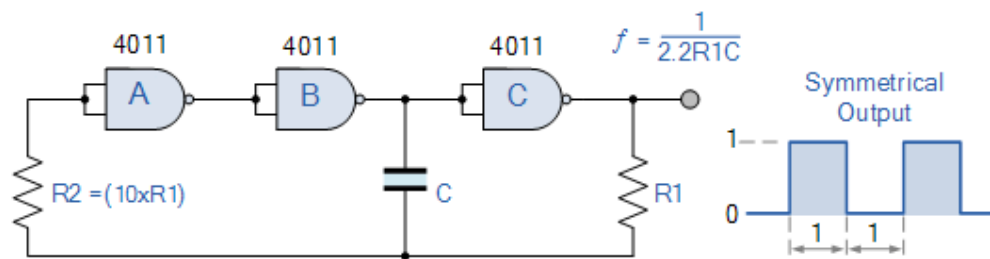 4011
4011
4011
f = 1/2.2R1C
A
B
C
Symmetrical
Output
R2 = (10xR1)
C
R1
1
0
1
1